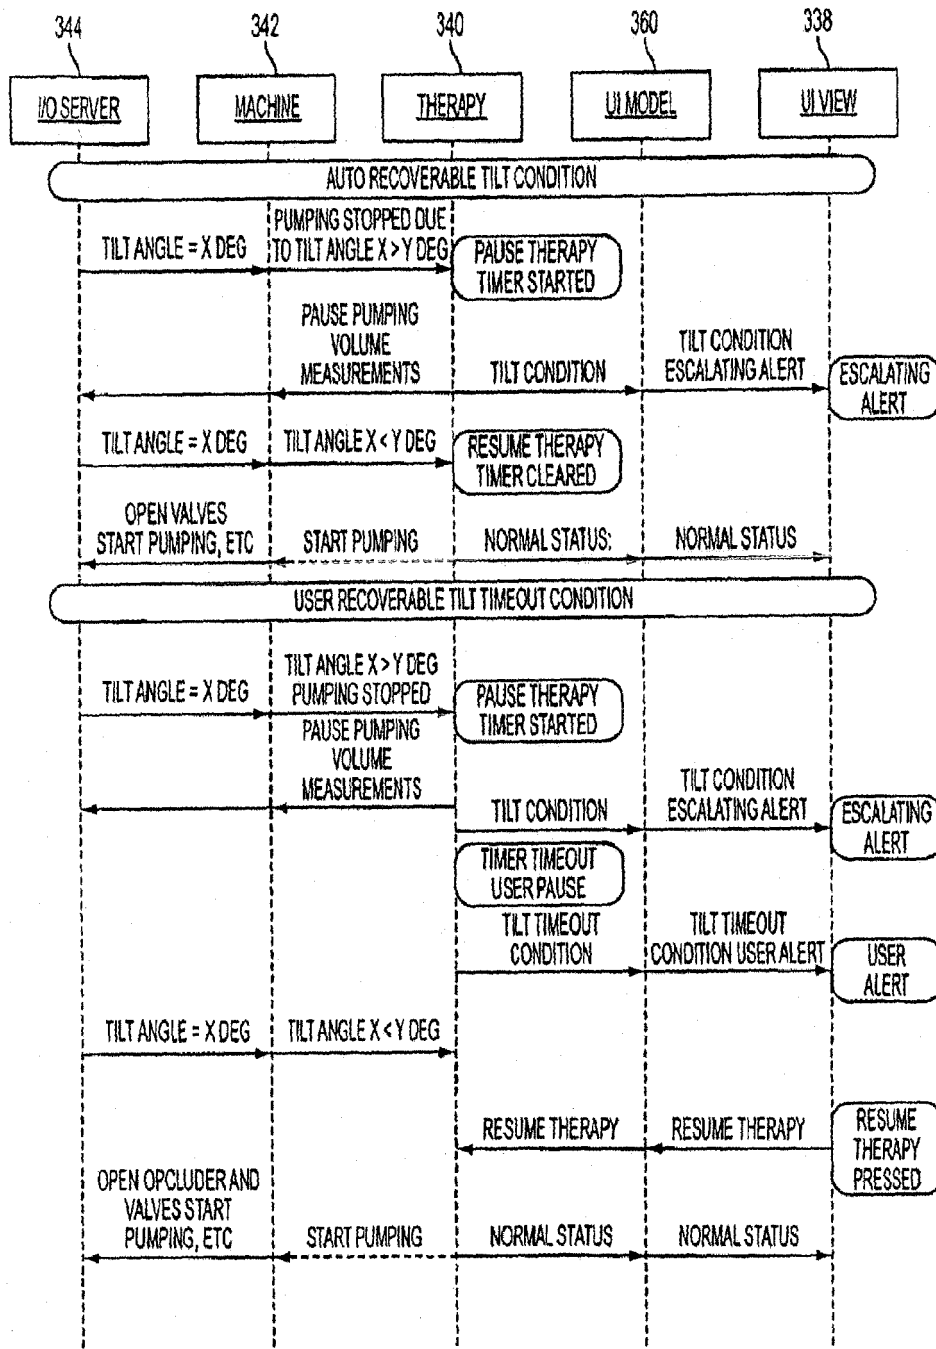 344
342
340
360
338
I/O SERVER
MACHINE
THERAPY
UI MODEL
UI VIEW
AUTO RECOVERABLE TILT CONDITION
TILT ANGLE = X DEG
PUMPING STOPPED DUE
TO TILT ANGLE X > Y DEG
PAUSE THERAPY
TIMER STARTED
PAUSE PUMPING
VOLUME
MEASUREMENTS
TILT CONDITION
TILT CONDITION
ESCALATING ALERT
ESCALATING
ALERT
TILT ANGLE = X DEG
TILT ANGLE X < Y DEG
RESUME THERAPY
TIMER CLEARED
OPEN VALVES
START PUMPING, ETC
START PUMPING
NORMAL STATUS:
NORMAL STATUS
USER RECOVERABLE TILT TIMEOUT CONDITION
TILT ANGLE = X DEG
TILT ANGLE X > Y DEG
PUMPING STOPPED
PAUSE THERAPY
TIMER STARTED
PAUSE PUMPING
VOLUME
MEASUREMENTS
TILT CONDITION
TILT CONDITION
ESCALATING ALERT
ESCALATING
ALERT
TIMER TIMEOUT
USER PAUSE
TILT TIMEOUT
CONDITION
TILT TIMEOUT
CONDITION USER ALERT
USER
ALERT
TILT ANGLE = X DEG
TILT ANGLE X < Y DEG
RESUME THERAPY
RESUME THERAPY
RESUME
THERAPY
PRESSED
OPEN OPCLUDER AND
VALVES START
PUMPING, ETC
START PUMPING
NORMAL STATUS
NORMAL STATUS